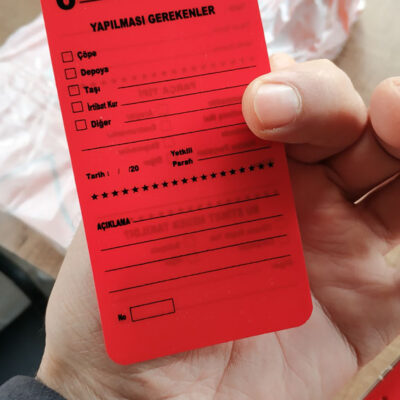 YAPILMASI GEREKENLER
Çöpe
Depoya
Taşı
İrtibat Kur
Diğer
Tarih : / /20 Yetkili
Parafı
AÇIKLAMA
No